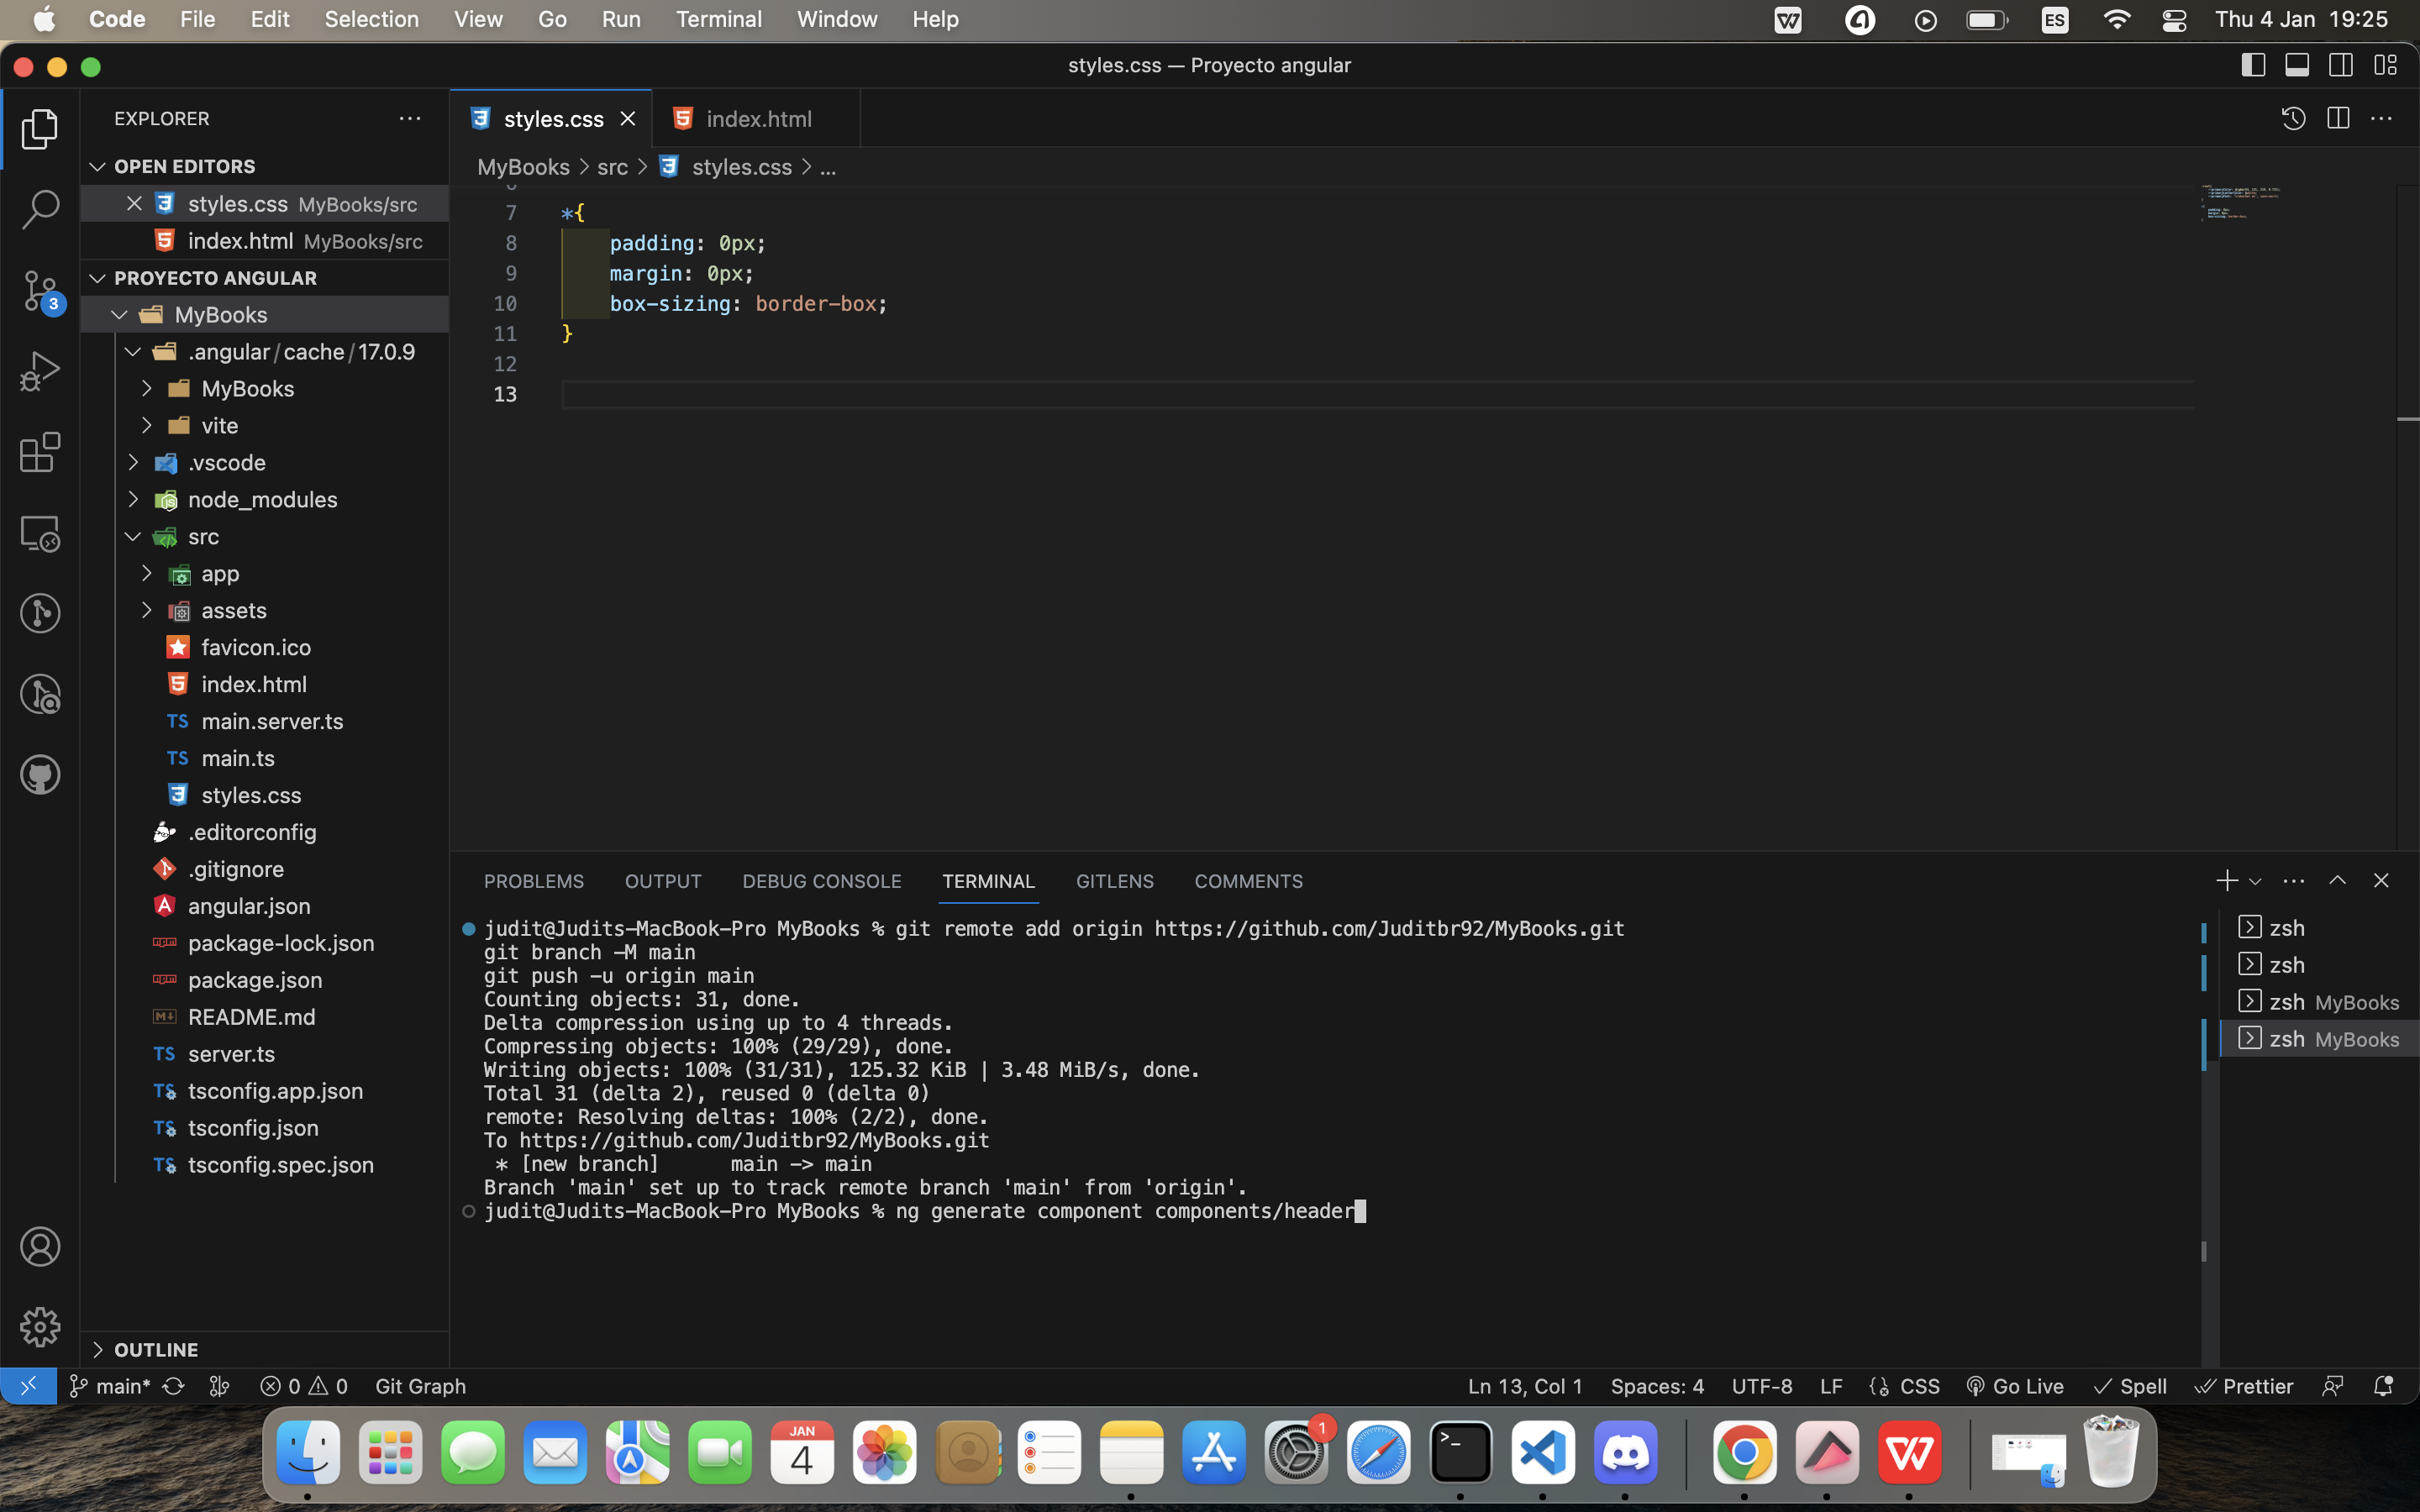 Code File Edit Selection View Go Run Terminal Window Help
ES Thu 4 Jan 19:25
styles.css — Proyecto angular
EXPLORER
OPEN EDITORS
styles.css MyBooks/src
index.html MyBooks/src
PROYECTO ANGULAR
MyBooks
.angular/cache/17.0.9
MyBooks
vite
.vscode
node_modules
src
app
assets
favicon.ico
index.html
TS main.server.ts
TS main.ts
styles.css
.editorconfig
.gitignore
angular.json
package-lock.json
package.json
README.md
TS server.ts
TS tsconfig.app.json
TS tsconfig.json
TS tsconfig.spec.json
OUTLINE
3
styles.css
index.html
MyBooks > src > styles.css > ...
7 *{
8 padding: 0px;
9 margin: 0px;
10 box-sizing: border-box;
11 }
12
13
PROBLEMS OUTPUT DEBUG CONSOLE TERMINAL GITLENS COMMENTS
judit@Judits-MacBook-Pro MyBooks % git remote add origin https://github.com/Juditbr92/MyBooks.git
git branch -M main
git push -u origin main
Counting objects: 31, done.
Delta compression using up to 4 threads.
Compressing objects: 100% (29/29), done.
Writing objects: 100% (31/31), 125.32 KiB | 3.48 MiB/s, done.
Total 31 (delta 2), reused 0 (delta 0)
remote: Resolving deltas: 100% (2/2), done.
To https://github.com/Juditbr92/MyBooks.git
* [new branch] main -> main
Branch 'main' set up to track remote branch 'main' from 'origin'.
judit@Judits-MacBook-Pro MyBooks % ng generate component components/header
zsh
zsh
zsh MyBooks
zsh MyBooks
main* 0 0 Git Graph
Ln 13, Col 1 Spaces: 4 UTF-8 LF CSS Go Live Spell Prettier
JAN
4
1